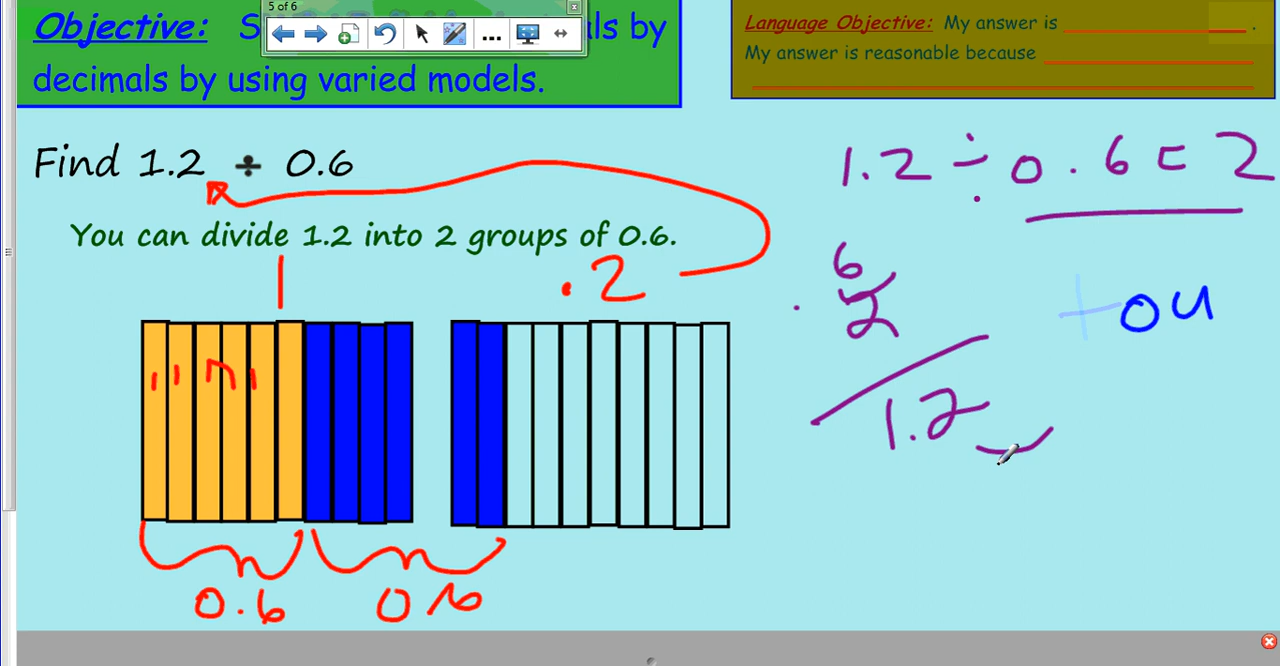 5 of 6
Objective: S ls by
decimals by using varied models.
Language Objective: My answer is ____________ .
My answer is reasonable because ____________
Find 1.2 ÷ 0.6
You can divide 1.2 into 2 groups of 0.6.
1 .2
0.6 0.6
1.2 ÷ 0.6 = 2
.6
2
1.2